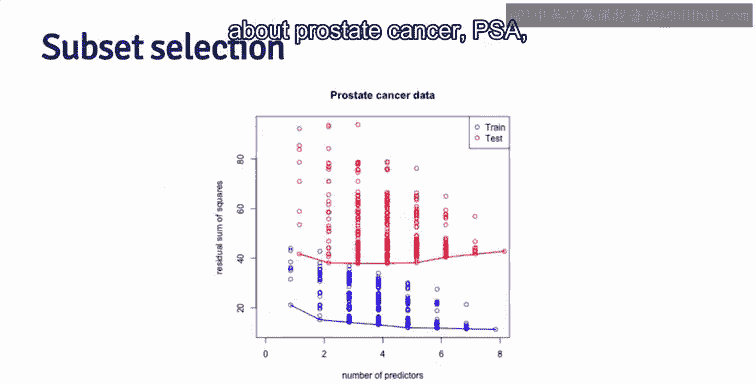 about prostate cancer, PSA,
Subset selection
Prostate cancer data
Train
Test
residual sum of squares
80
60
40
20
0
2
4
6
8
number of predictors